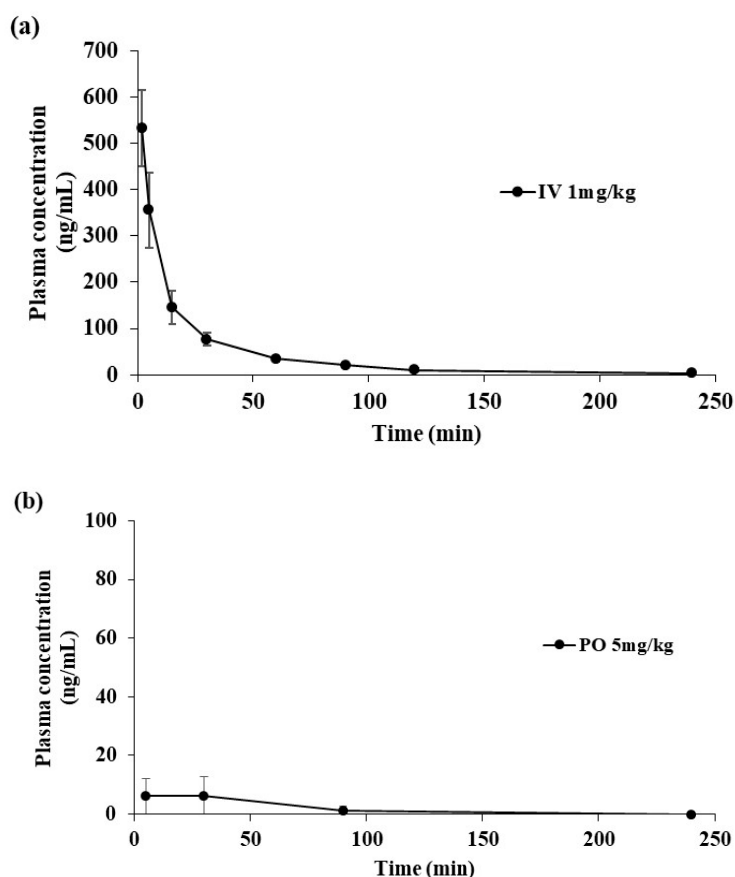 (a)
700
600
500
400
300
200
100
0
Plasma concentration
(ng/mL)
IV 1mg/kg
0 50 100 150 200 250
Time (min)
(b)
100
80
60
40
20
0
Plasma concentration
(ng/mL)
PO 5mg/kg
0 50 100 150 200 250
Time (min)